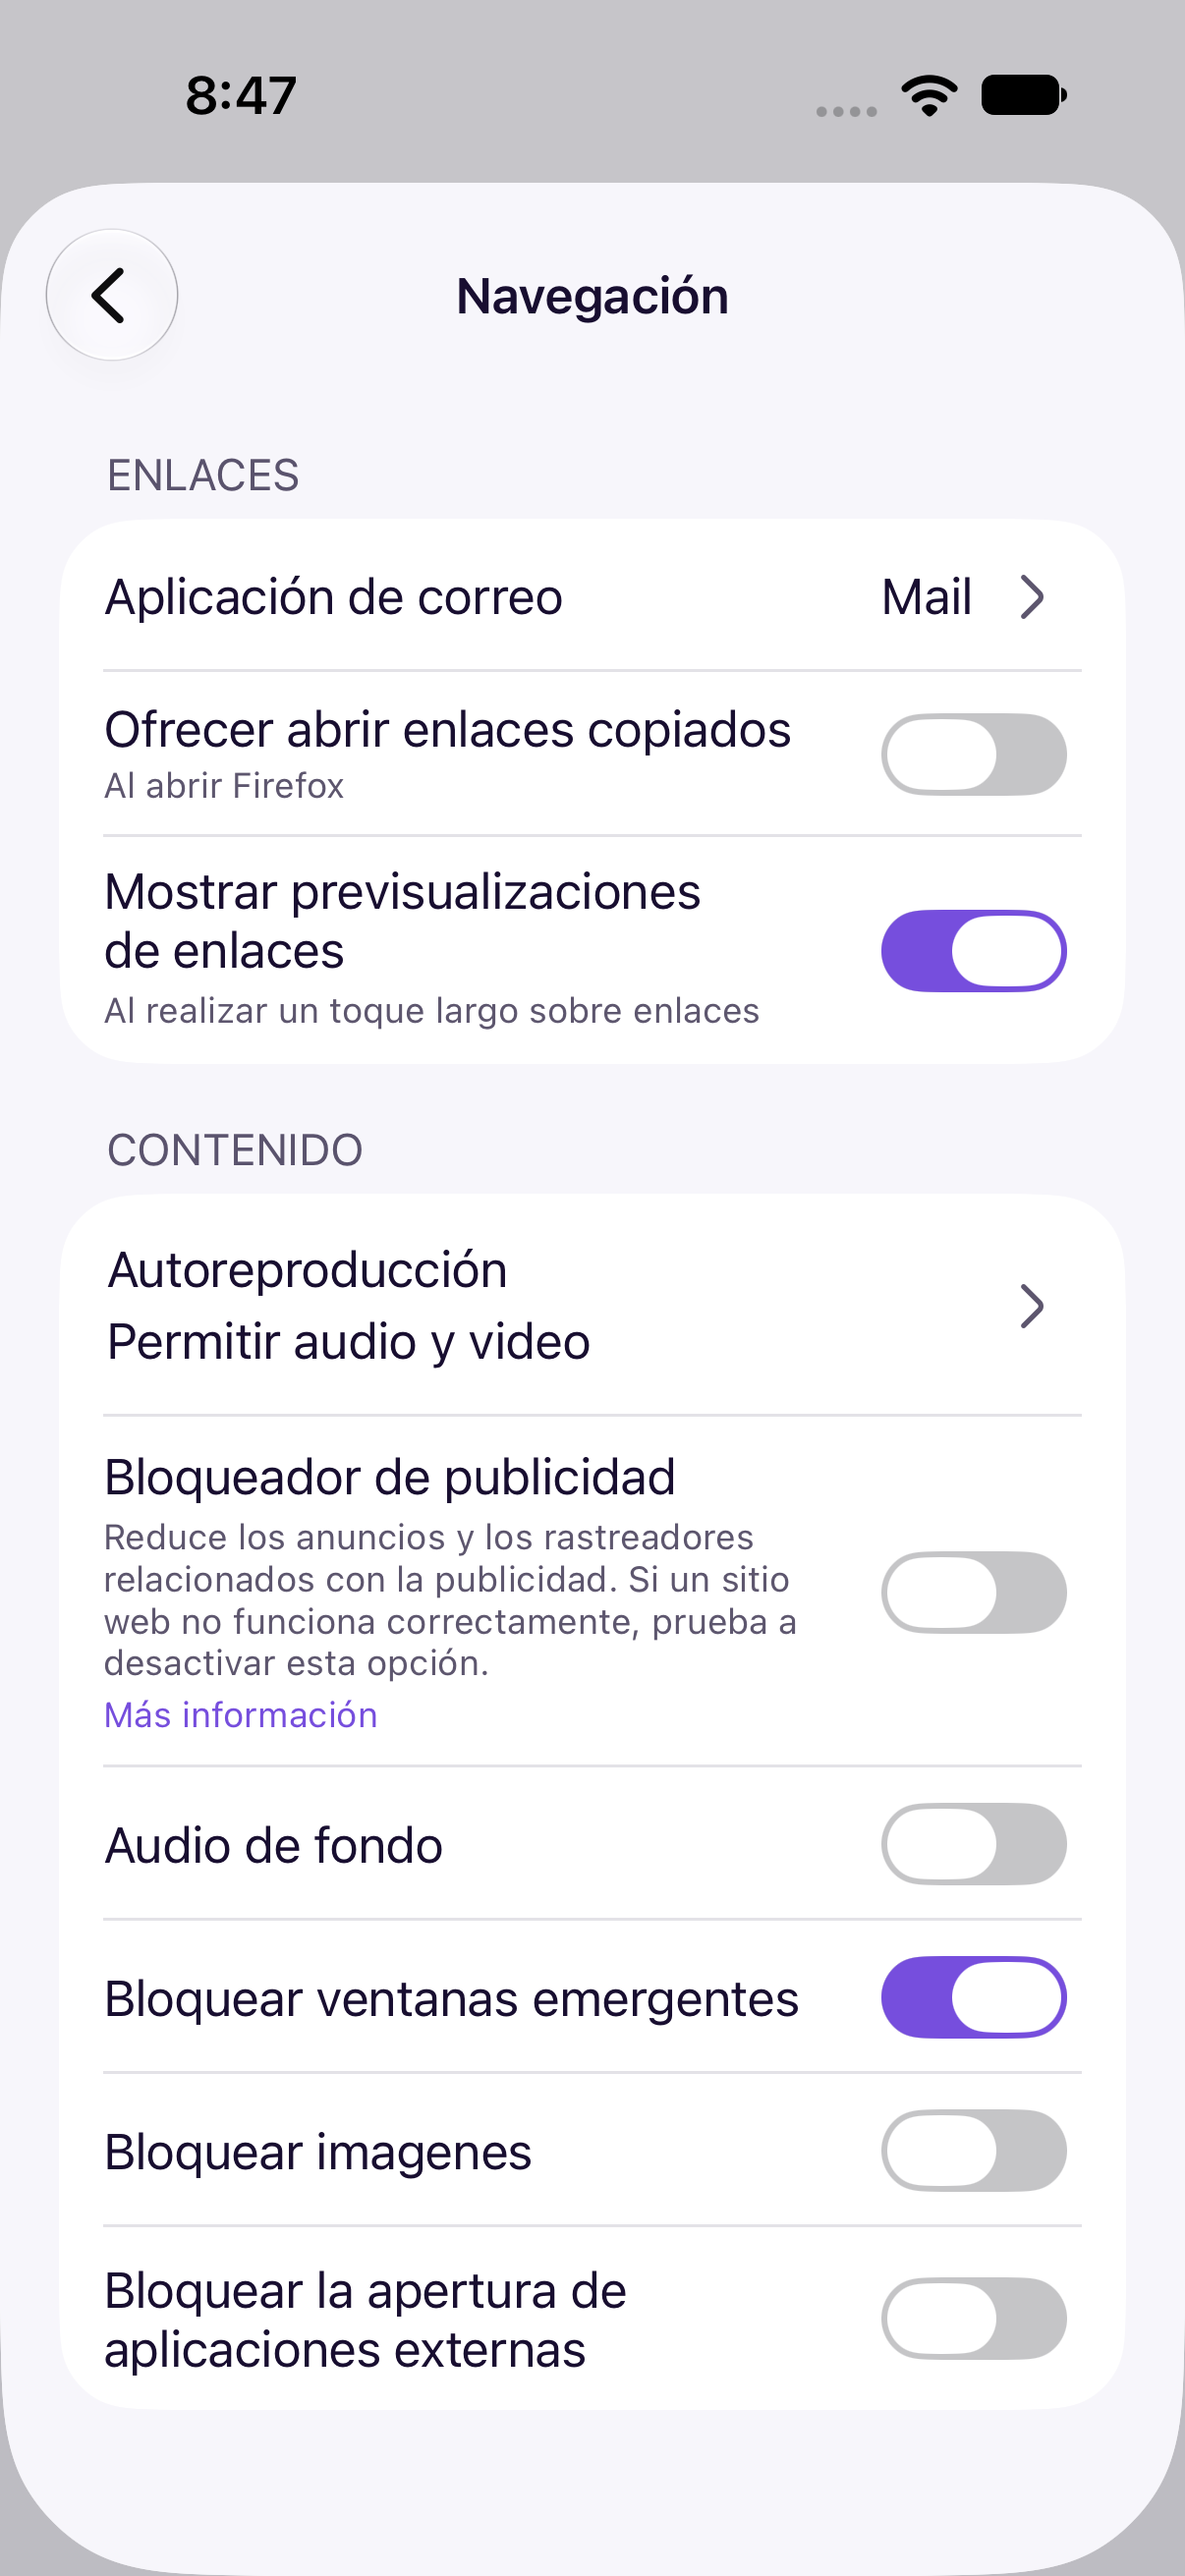 8:47
Navegación
ENLACES
Aplicación de correo Mail
Ofrecer abrir enlaces copiados
Al abrir Firefox
Mostrar previsualizaciones
de enlaces
Al realizar un toque largo sobre enlaces
CONTENIDO
Autoreproducción
Permitir audio y video
Bloqueador de publicidad
Reduce los anuncios y los rastreadores
relacionados con la publicidad. Si un sitio
web no funciona correctamente, prueba a
desactivar esta opción.
Más información
Audio de fondo
Bloquear ventanas emergentes
Bloquear imagenes
Bloquear la apertura de
aplicaciones externas